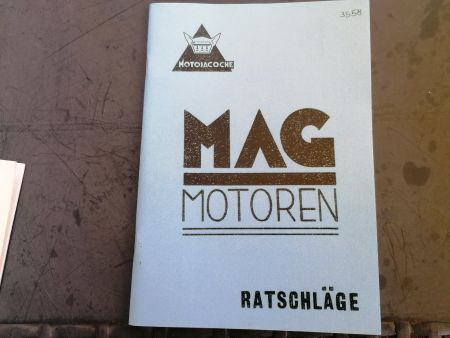 3558
MOTOSACOCHE
MAG
MOTOREN
RATSCHLÄGE